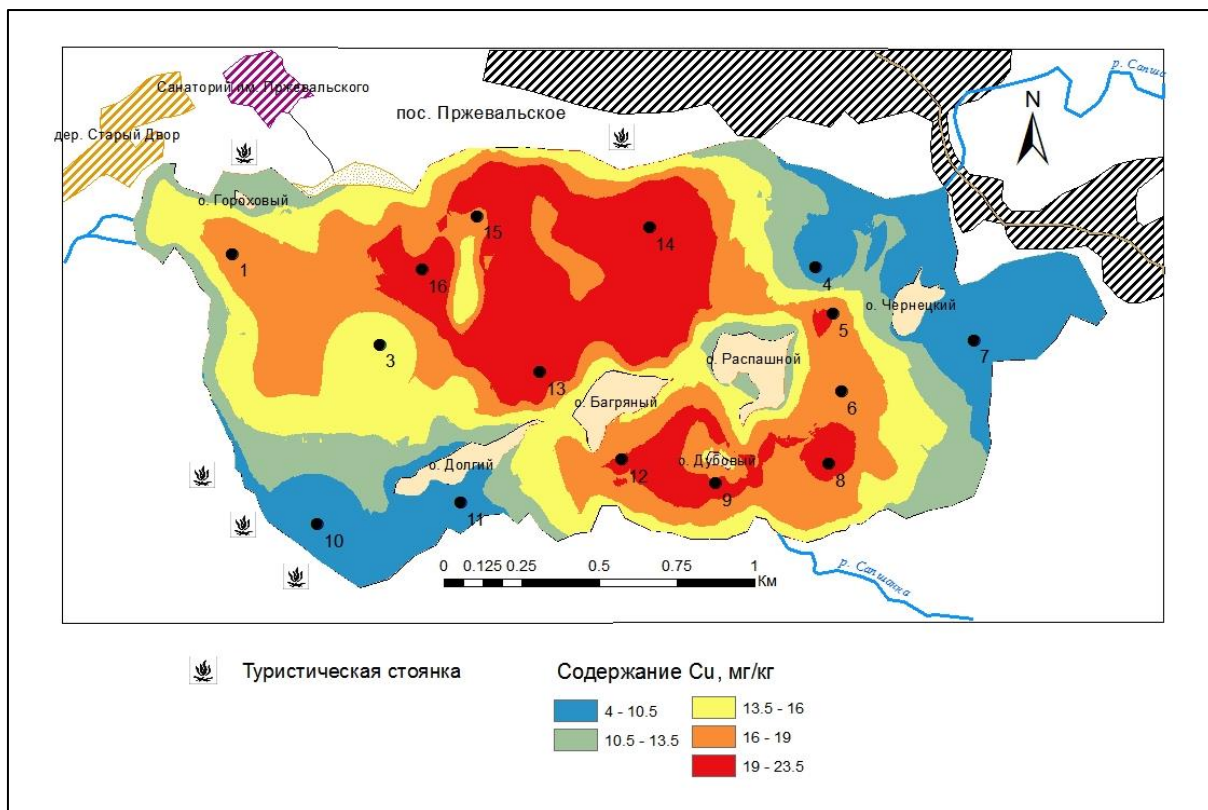 р. Сапша
Санаторий им. Пржевальского
пос. Пржевальское
N
дер. Старый Двор
о. Гороховый
15
14
1
16
4
о. Чернецкий
5
7
3
о. Распашной
13
6
о. Багряный
12
о. Дубовый
8
о. Долгий
9
11
10
0 0.125 0.25 0.5 0.75 1
Км
р. Сапшанка
Туристическая стоянка
Содержание Cu, мг/кг
4 - 10.5
10.5 - 13.5
13.5 - 16
16 - 19
19 - 23.5